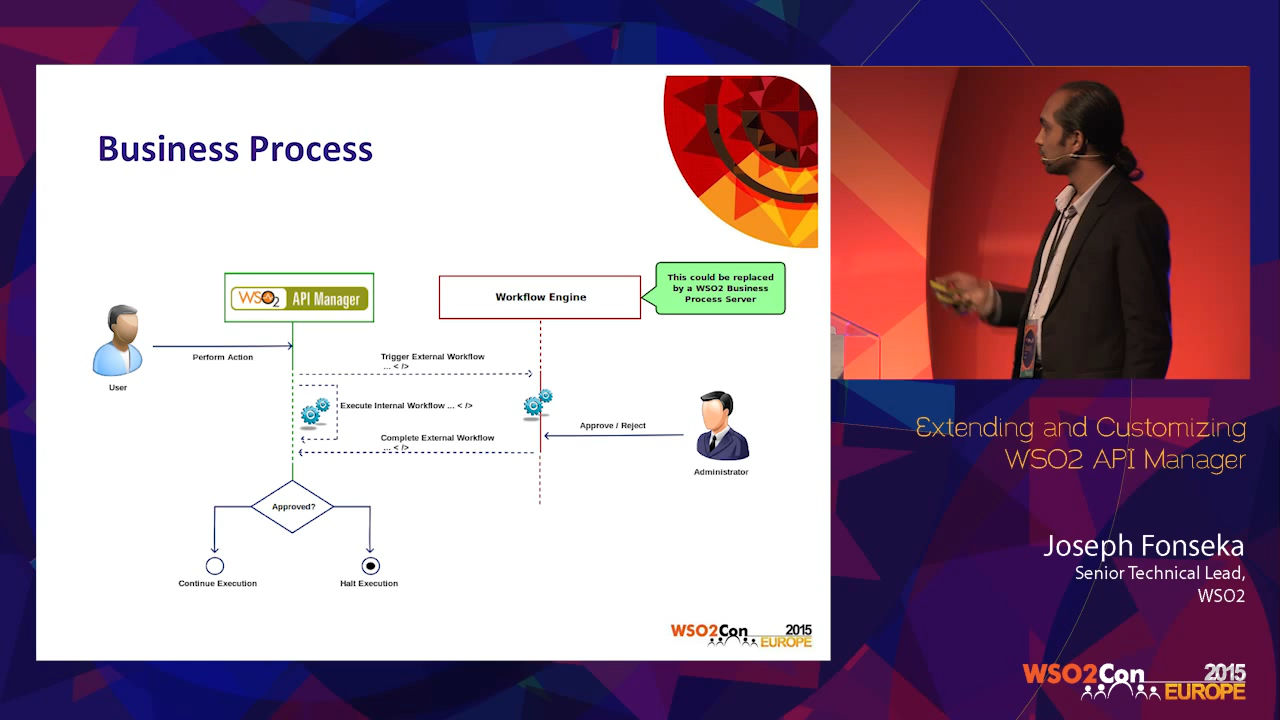 Business Process
WSO2 API Manager
Workflow Engine
This could be replaced
by a WSO2 Business
Process Server
User
Perform Action
Trigger External Workflow
... < />
Execute Internal Workflow ... < />
Complete External Workflow
... < />
Approve / Reject
Administrator
Approved?
Continue Execution
Halt Execution
WSO2Con 2015
EUROPE
Extending and Customizing
WSO2 API Manager
Joseph Fonseka
Senior Technical Lead,
WSO2
WSO2Con 2015
EUROPE